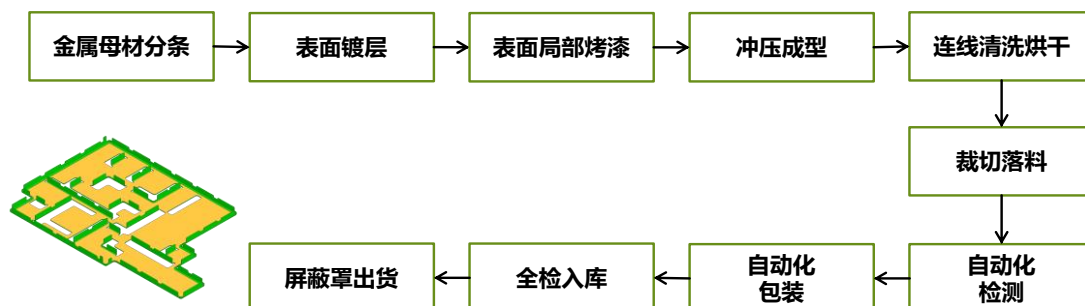 金属母材分条
表面镀层
表面局部烤漆
冲压成型
连线清洗烘干
裁切落料
自动化
检测
自动化
包装
全检入库
屏蔽罩出货